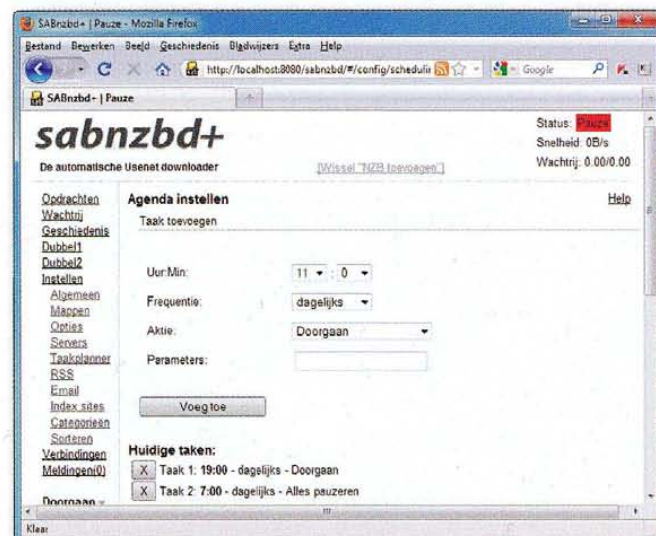 SABnzbd+ | Pauze - Mozilla Firefox
Bestand Bewerken Beeld Geschiedenis Bladwijzers Extra Help
http://localhost:8080/sabnzbd/#/config/schedulin
Google
SABnzbd+ | Pauze
sabnzbd+
De automatische Usenet downloader
[Wissel "NZB toevoegen"]
Status: Pauze
Snelheid: 0B/s
Wachtrij: 0.00/0.00
Opdrachten
Wachtrij
Geschiedenis
Dubbel1
Dubbel2
Instellen
Algemeen
Mappen
Opties
Servers
Taakplanner
RSS
Email
Index sites
Categorieën
Sorteren
Verbindingen
Meldingen(0)
Doorgaan
Agenda instellen
Help
Taak toevoegen
Uur:Min:
11 : 0
Frequentie:
dagelijks
Aktie:
Doorgaan
Parameters:
Voeg toe
Huidige taken:
X Taak 1: 19:00 - dagelijks - Doorgaan
X Taak 2: 7:00 - dagelijks - Alles pauzeren
Klaar